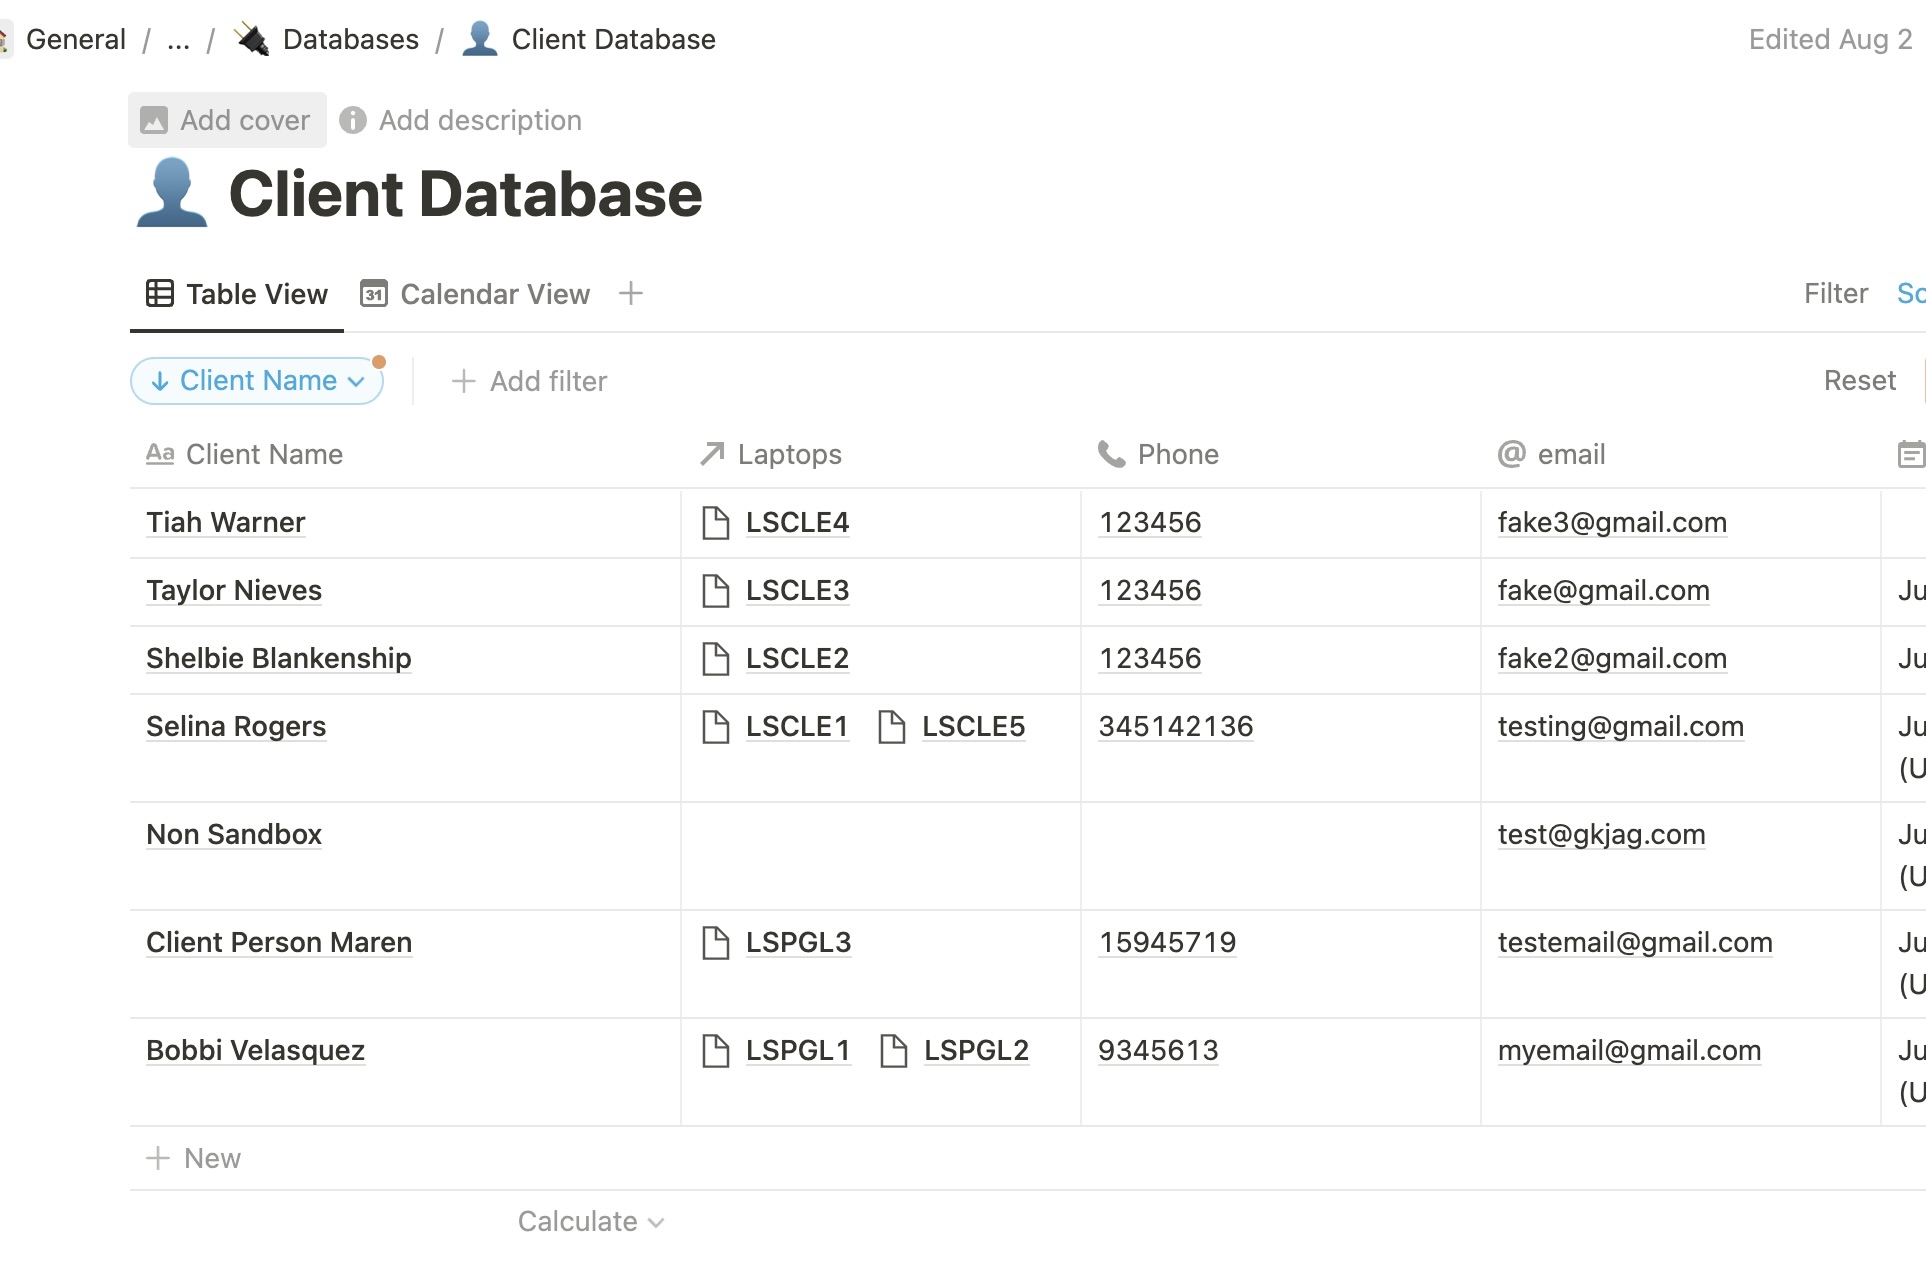 General / ... / Databases / Client Database Edited Aug 2
Add cover Add description
Client Database
Table View 31 Calendar View + Filter So
↓ Client Name + Add filter Reset
Aa Client Name Laptops Phone @ email
Tiah Warner LSCLE4 123456 fake3@gmail.com
Taylor Nieves LSCLE3 123456 fake@gmail.com Ju
Shelbie Blankenship LSCLE2 123456 fake2@gmail.com Ju
Selina Rogers LSCLE1 LSCLE5 345142136 testing@gmail.com Ju
(U
Non Sandbox test@gkjag.com Ju
(U
Client Person Maren LSPGL3 15945719 testemail@gmail.com Ju
(U
Bobbi Velasquez LSPGL1 LSPGL2 9345613 myemail@gmail.com Ju
(U
+ New
Calculate